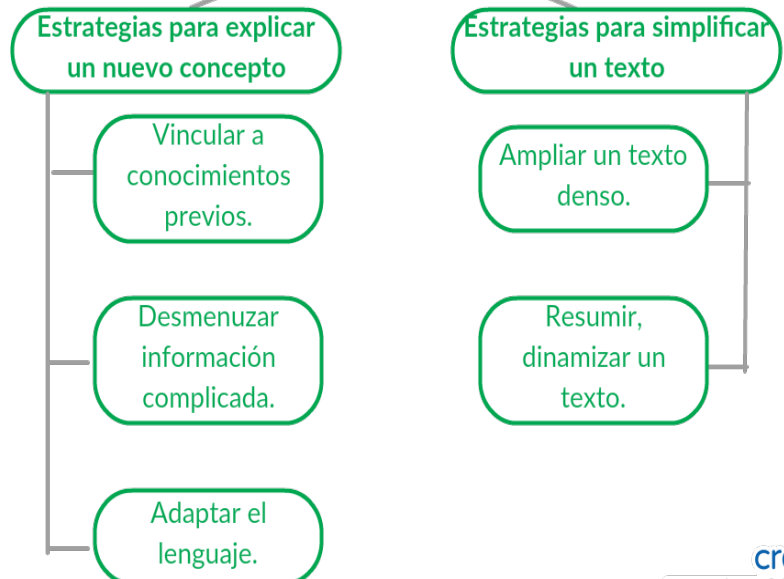 Estrategias para explicar
un nuevo concepto
Vincular a
conocimientos
previos.
Desmenuzar
información
complicada.
Adaptar el
lenguaje.
Estrategias para simplificar
un texto
Ampliar un texto
denso.
Resumir,
dinamizar un
texto.